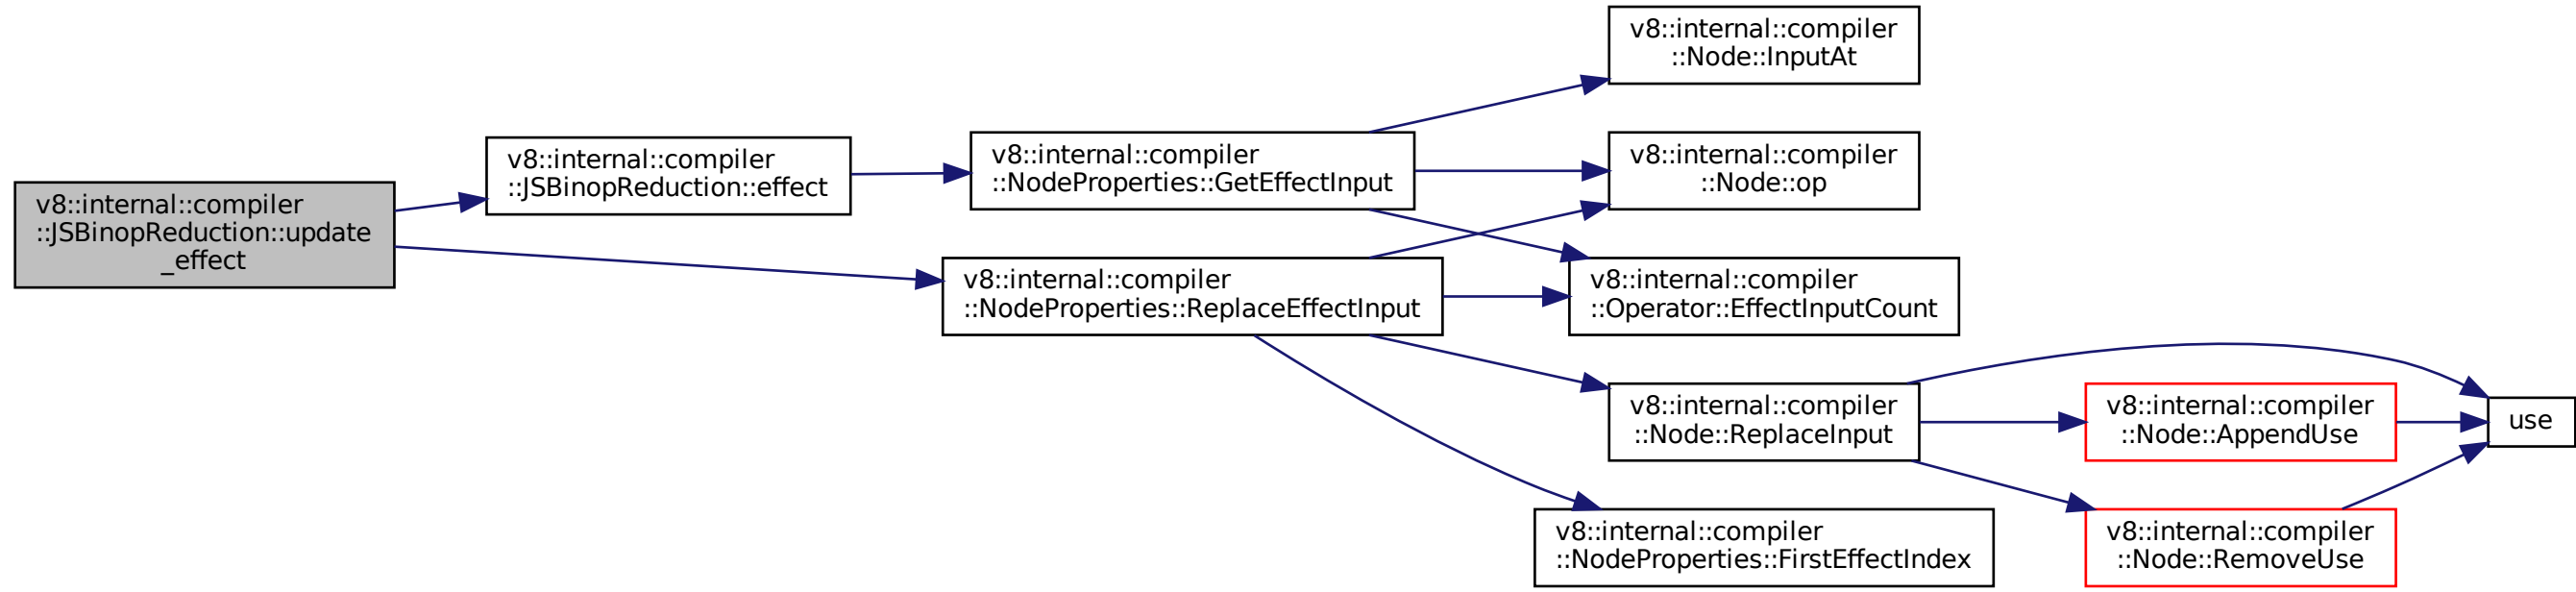 v8::internal::compiler
::JSBinopReduction::update
_effect
v8::internal::compiler
::JSBinopReduction::effect
v8::internal::compiler
::NodeProperties::GetEffectInput
v8::internal::compiler
::NodeProperties::ReplaceEffectInput
v8::internal::compiler
::Node::InputAt
v8::internal::compiler
::Node::op
v8::internal::compiler
::Operator::EffectInputCount
v8::internal::compiler
::Node::ReplaceInput
v8::internal::compiler
::NodeProperties::FirstEffectIndex
v8::internal::compiler
::Node::AppendUse
v8::internal::compiler
::Node::RemoveUse
use